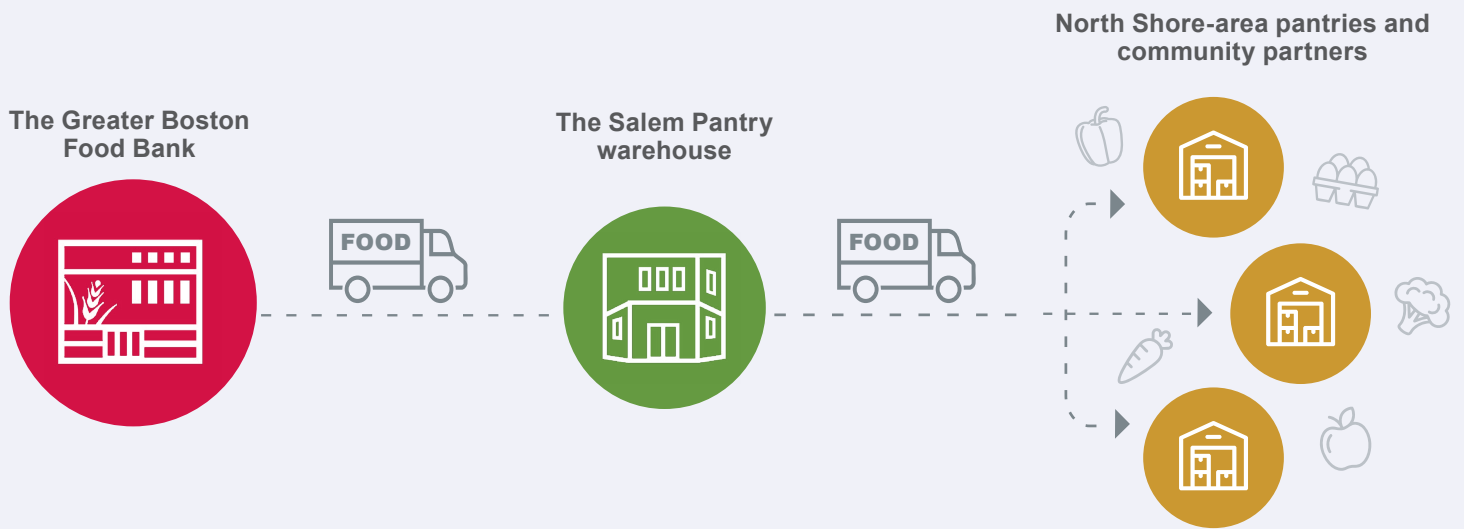 North Shore-area pantries and
community partners
The Greater Boston
Food Bank
The Salem Pantry
warehouse
FOOD
FOOD